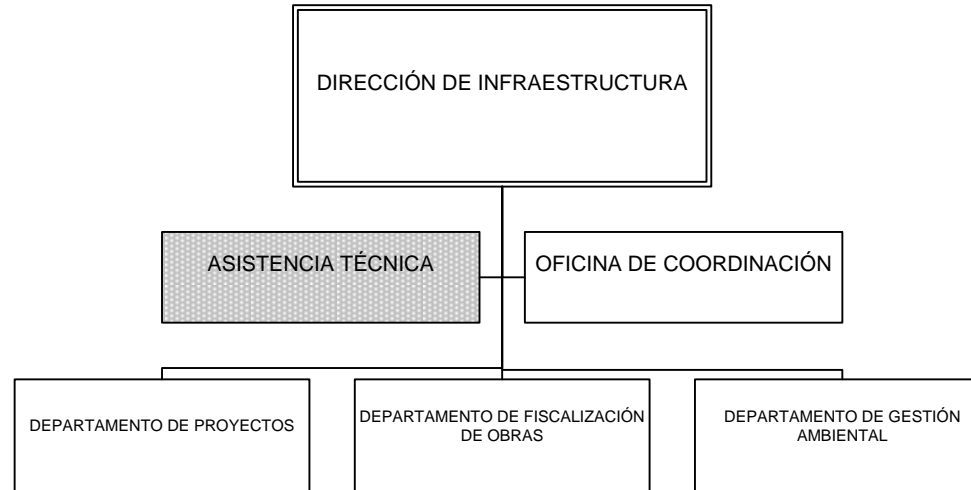 DIRECCIÓN DE INFRAESTRUCTURA
ASISTENCIA TÉCNICA
OFICINA DE COORDINACIÓN
DEPARTAMENTO DE PROYECTOS
DEPARTAMENTO DE FISCALIZACIÓN
DE OBRAS
DEPARTAMENTO DE GESTIÓN
AMBIENTAL